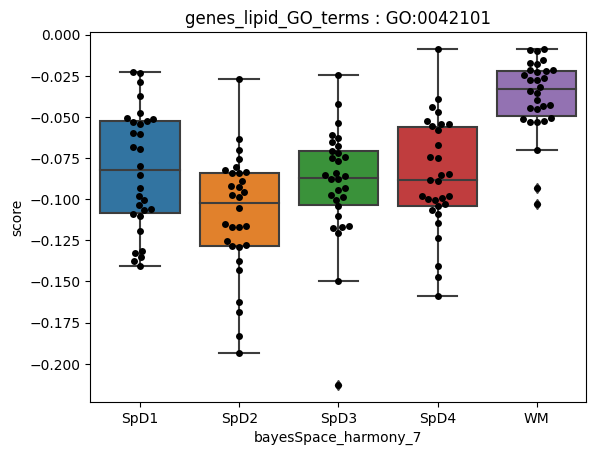 genes_lipid_GO_terms : GO:0042101
0.000
−0.025
−0.050
−0.075
−0.100
−0.125
−0.150
−0.175
−0.200
score
SpD1 SpD2 SpD3 SpD4 WM
bayesSpace_harmony_7